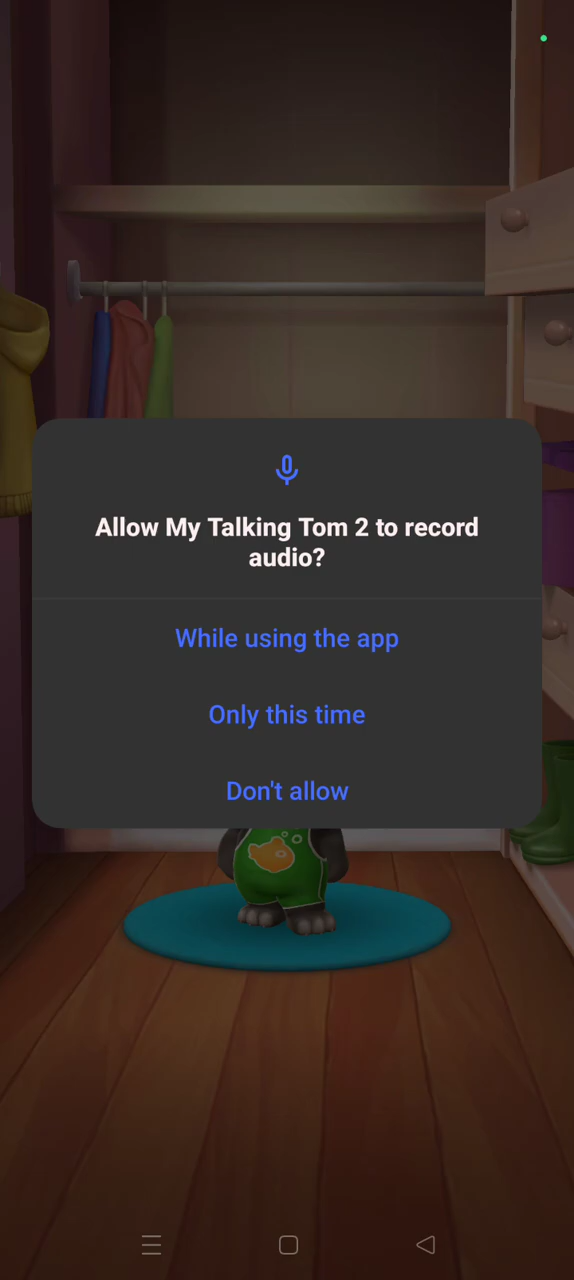 Allow My Talking Tom 2 to record
audio?
While using the app
Only this time
Don't allow